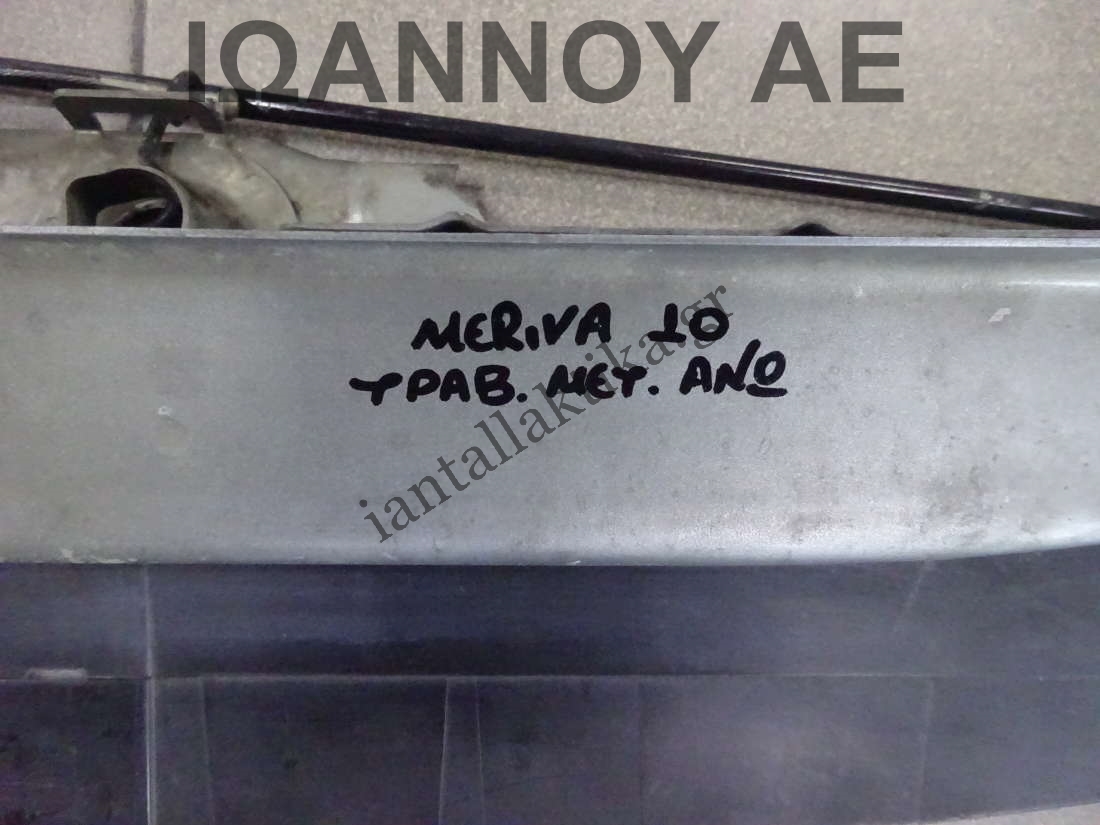 ΙΩΑΝΝΟΥ ΑΕ
MERIVA 10
ΤΡΑΒ. ΜΕΤ. ΑΝΩ
iantallaktika.gr